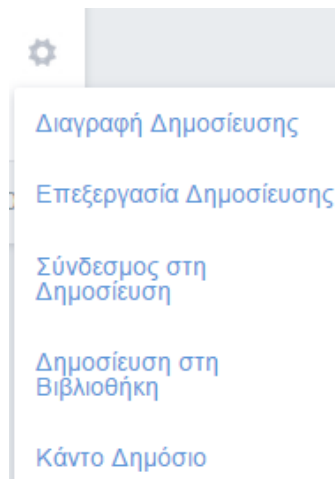 Διαγραφή Δημοσίευσης
Επεξεργασία Δημοσίευσης
Σύνδεσμος στη
Δημοσίευση
Δημοσίευση στη
Βιβλιοθήκη
Κάντο Δημόσιο